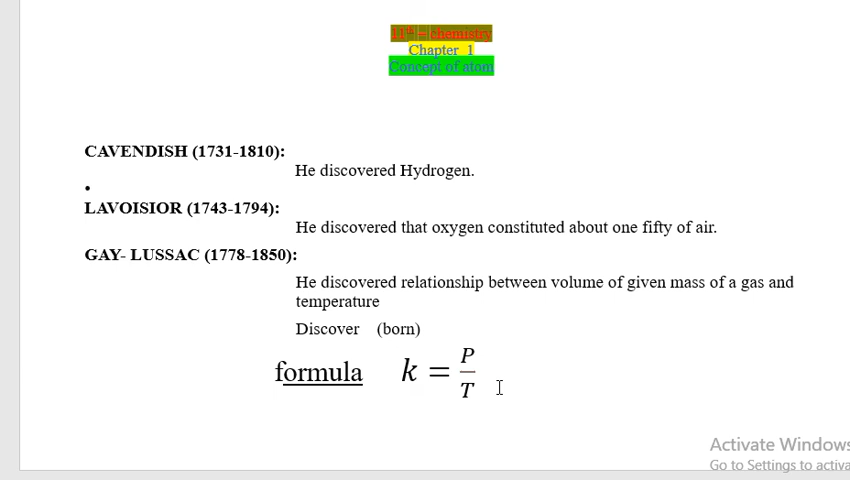 11th – chemistry
Chapter 1
Concept of atom
CAVENDISH (1731-1810):
He discovered Hydrogen.
•
LAVOISIOR (1743-1794):
He discovered that oxygen constituted about one fifty of air.
GAY- LUSSAC (1778-1850):
He discovered relationship between volume of given mass of a gas and
temperature
Discover (born)
formula k = P/T
Activate Windows
Go to Settings to activa